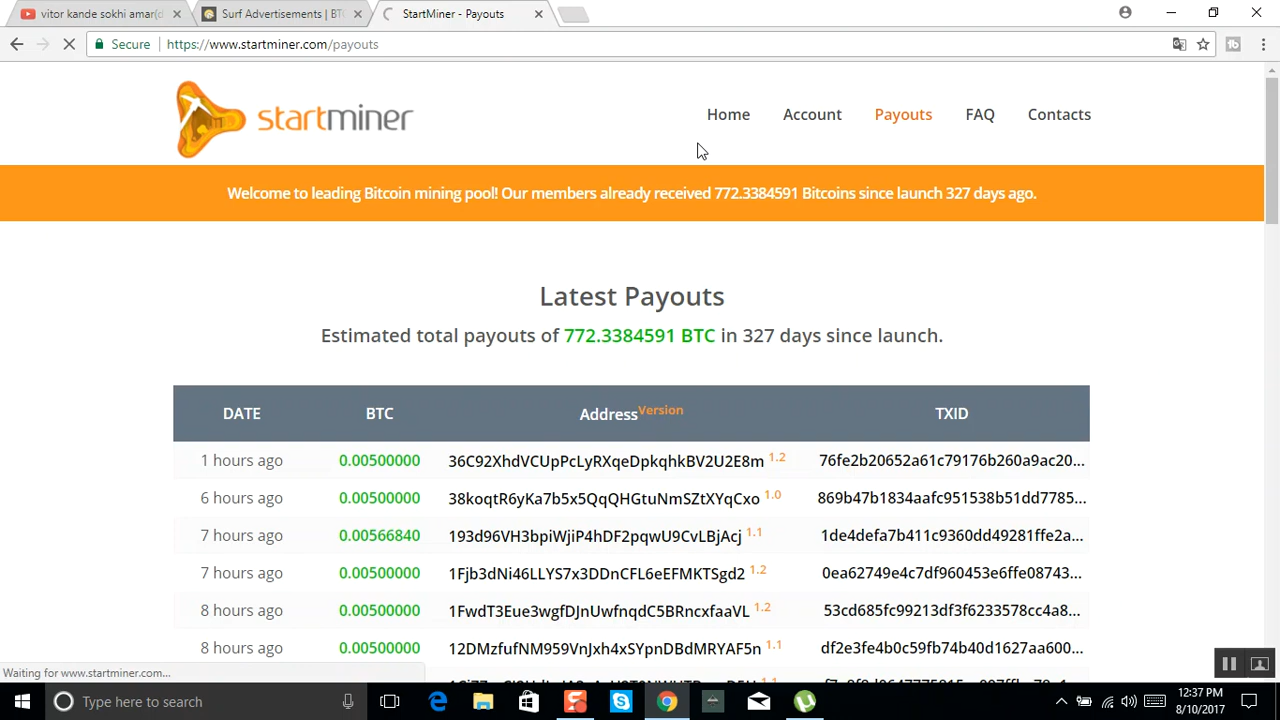 vitor kande sokhi amar(d
Surf Advertisements | BTC
StartMiner - Payouts
Secure https://www.startminer.com/payouts
startminer
Home Account Payouts FAQ Contacts
Welcome to leading Bitcoin mining pool! Our members already received 772.3384591 Bitcoins since launch 327 days ago.
Latest Payouts
Estimated total payouts of 772.3384591 BTC in 327 days since launch.
DATE BTC Address Version TXID
1 hours ago 0.00500000 36C92XhdVCUpPcLyRXqeDpkqhkBV2U2E8m 1.2 76fe2b20652a61c79176b260a9ac20...
6 hours ago 0.00500000 38koqtR6yKa7b5x5QqQHGtuNmSZtXYqCxo 1.0 869b47b1834aafc951538b51dd7785...
7 hours ago 0.00566840 193d96VH3bpiWjiP4hDF2pqwU9CvLBjAcj 1.1 1de4defa7b411c9360dd49281ffe2a...
7 hours ago 0.00500000 1Fjb3dNi46LLYS7x3DDnCFL6eEFMKTSgd2 1.2 0ea62749e4c7df960453e6ffe08743...
8 hours ago 0.00500000 1FwdT3Eue3wgfDJnUwfnqdC5BRncxfaaVL 1.2 53cd685fc99213df3f6233578cc4a8...
8 hours ago 0.00500000 12DMzfufNM959VnJxh4xSYpnDBdMRYAF5n 1.1 df2e3fe4b0c59fb74b40d1627aa600...
Waiting for www.startminer.com...
Type here to search
12:37 PM
8/10/2017